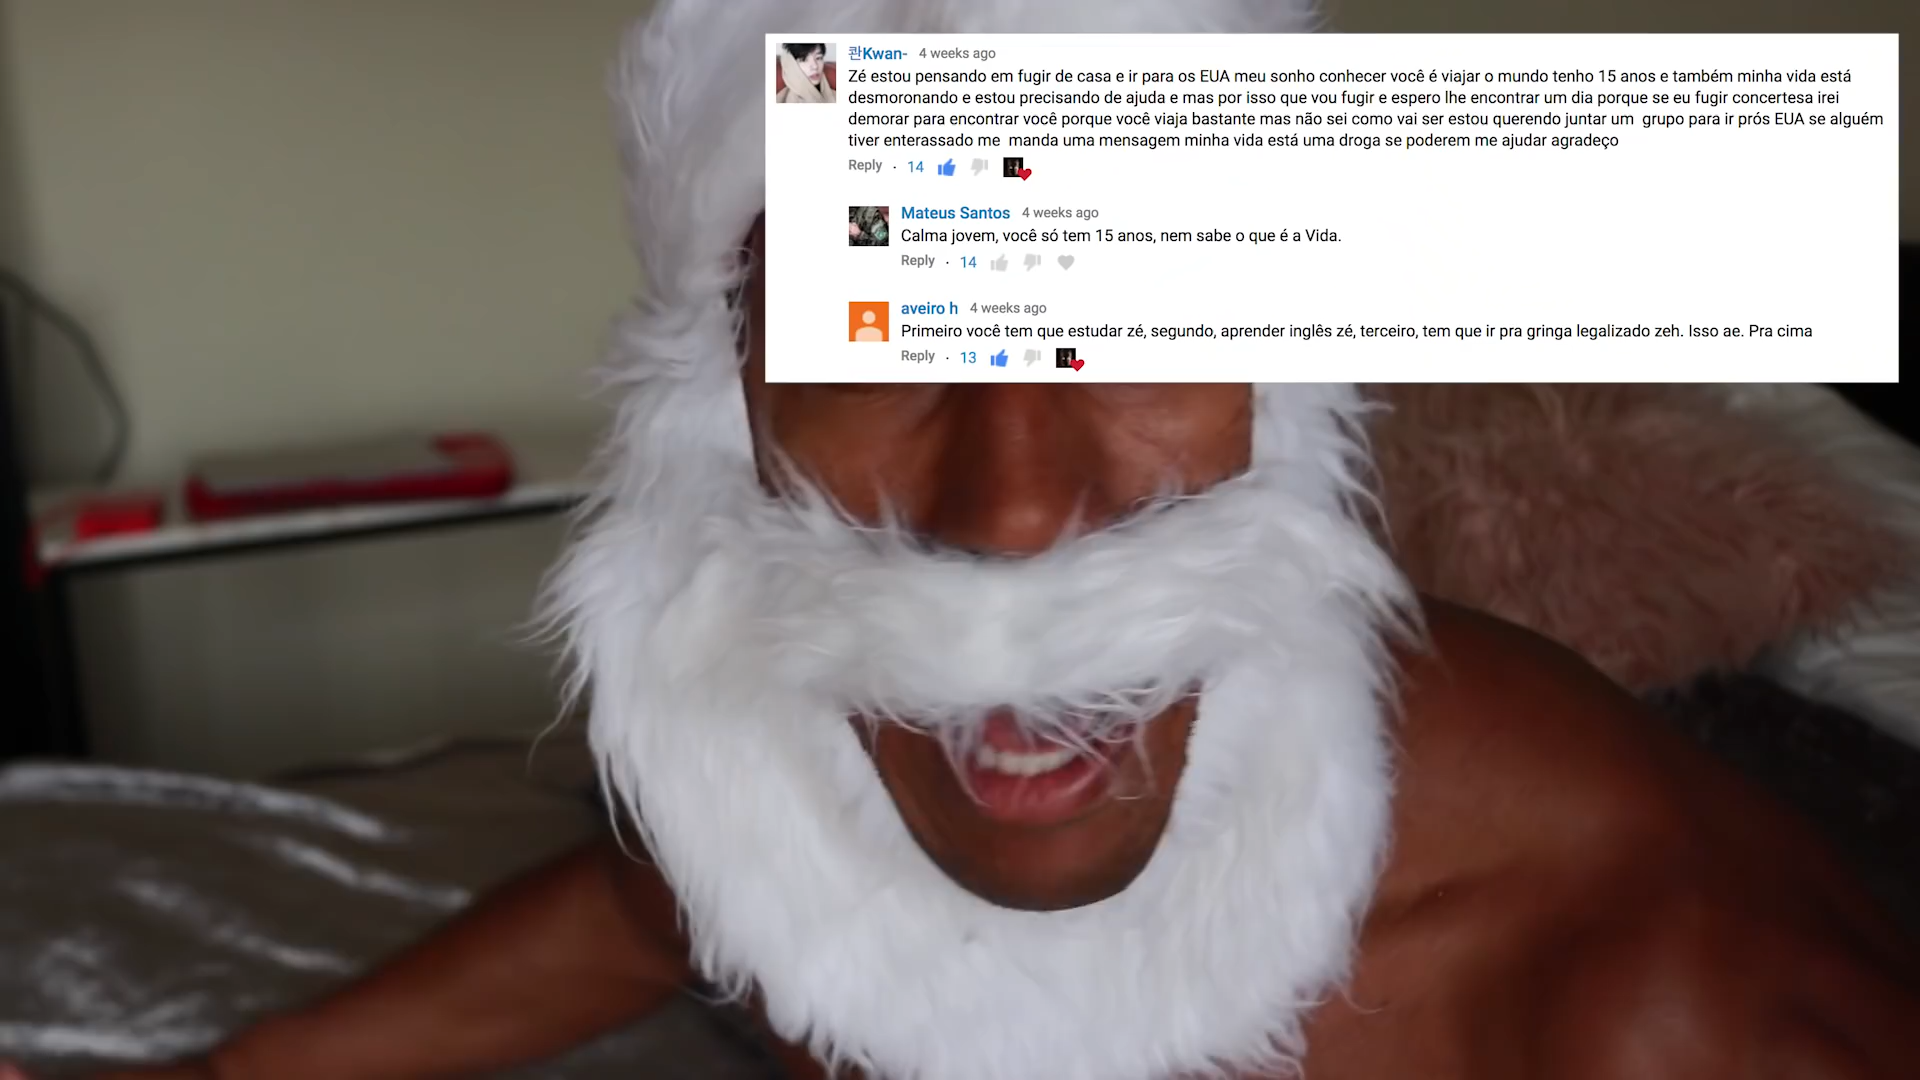 콴Kwan- 4 weeks ago
Zé estou pensando em fugir de casa e ir para os EUA meu sonho conhecer você é viajar o mundo tenho 15 anos e também minha vida está
desmoronando e estou precisando de ajuda e mas por isso que vou fugir e espero lhe encontrar um dia porque se eu fugir concertesa irei
demorar para encontrar você porque você viaja bastante mas não sei como vai ser estou querendo juntar um  grupo para ir prós EUA se alguém
tiver enterassado me  manda uma mensagem minha vida está uma droga se poderem me ajudar agradeço
Reply · 14
Mateus Santos 4 weeks ago
Calma jovem, você só tem 15 anos, nem sabe o que é a Vida.
Reply · 14
aveiro h 4 weeks ago
Primeiro você tem que estudar zé, segundo, aprender inglês zé, terceiro, tem que ir pra gringa legalizado zeh. Isso ae. Pra cima
Reply · 13